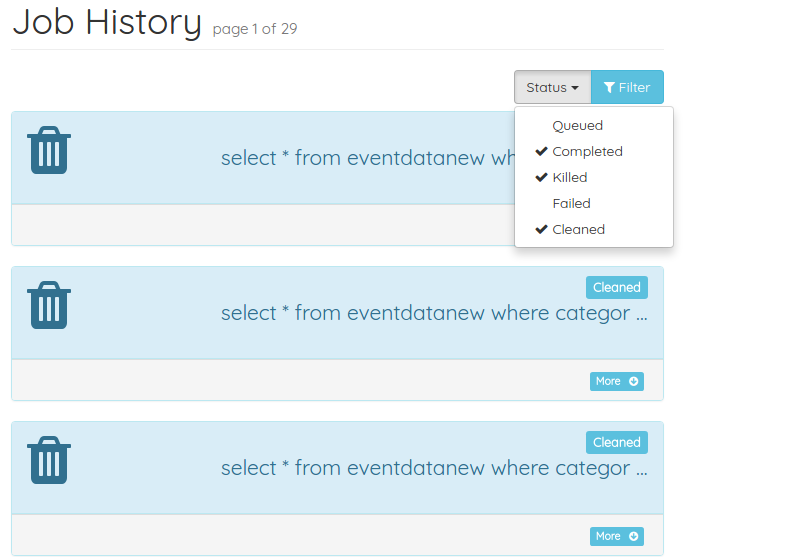 Job History page 1 of 29
Status Filter
Queued
Completed
Killed
Failed
Cleaned
select * from eventdatanew
Cleaned
select * from eventdatanew where categor ...
More
Cleaned
select * from eventdatanew where categor ...
More